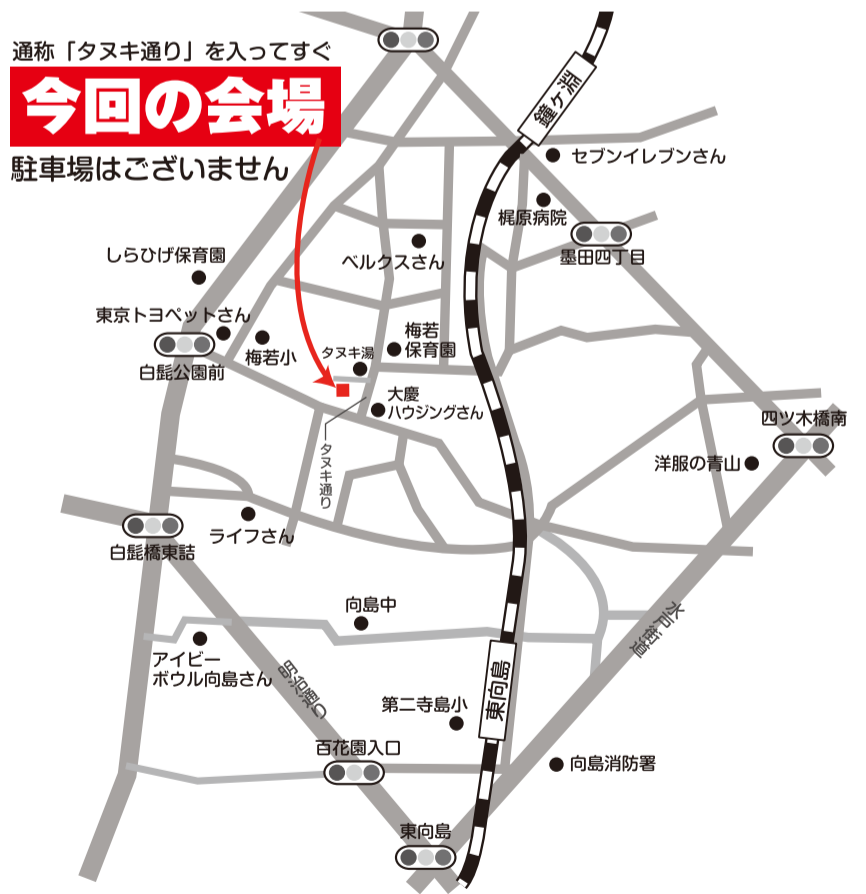 通称「タヌキ通り」を入ってすぐ
今回の会場
駐車場はございません
鐘ケ淵
セブンイレブンさん
梶原病院
墨田四丁目
ベルクスさん
しらひげ保育園
東京トヨペットさん
梅若小
白髭公園前
タヌキ湯
梅若
保育園
大慶
ハウジングさん
タヌキ通り
四ツ木橋南
洋服の青山
ライフさん
白髭橋東詰
向島中
水戸街道
アイビー
ボウル向島さん
明治通り
第二寺島小
東向島
百花園入口
向島消防署
東向島